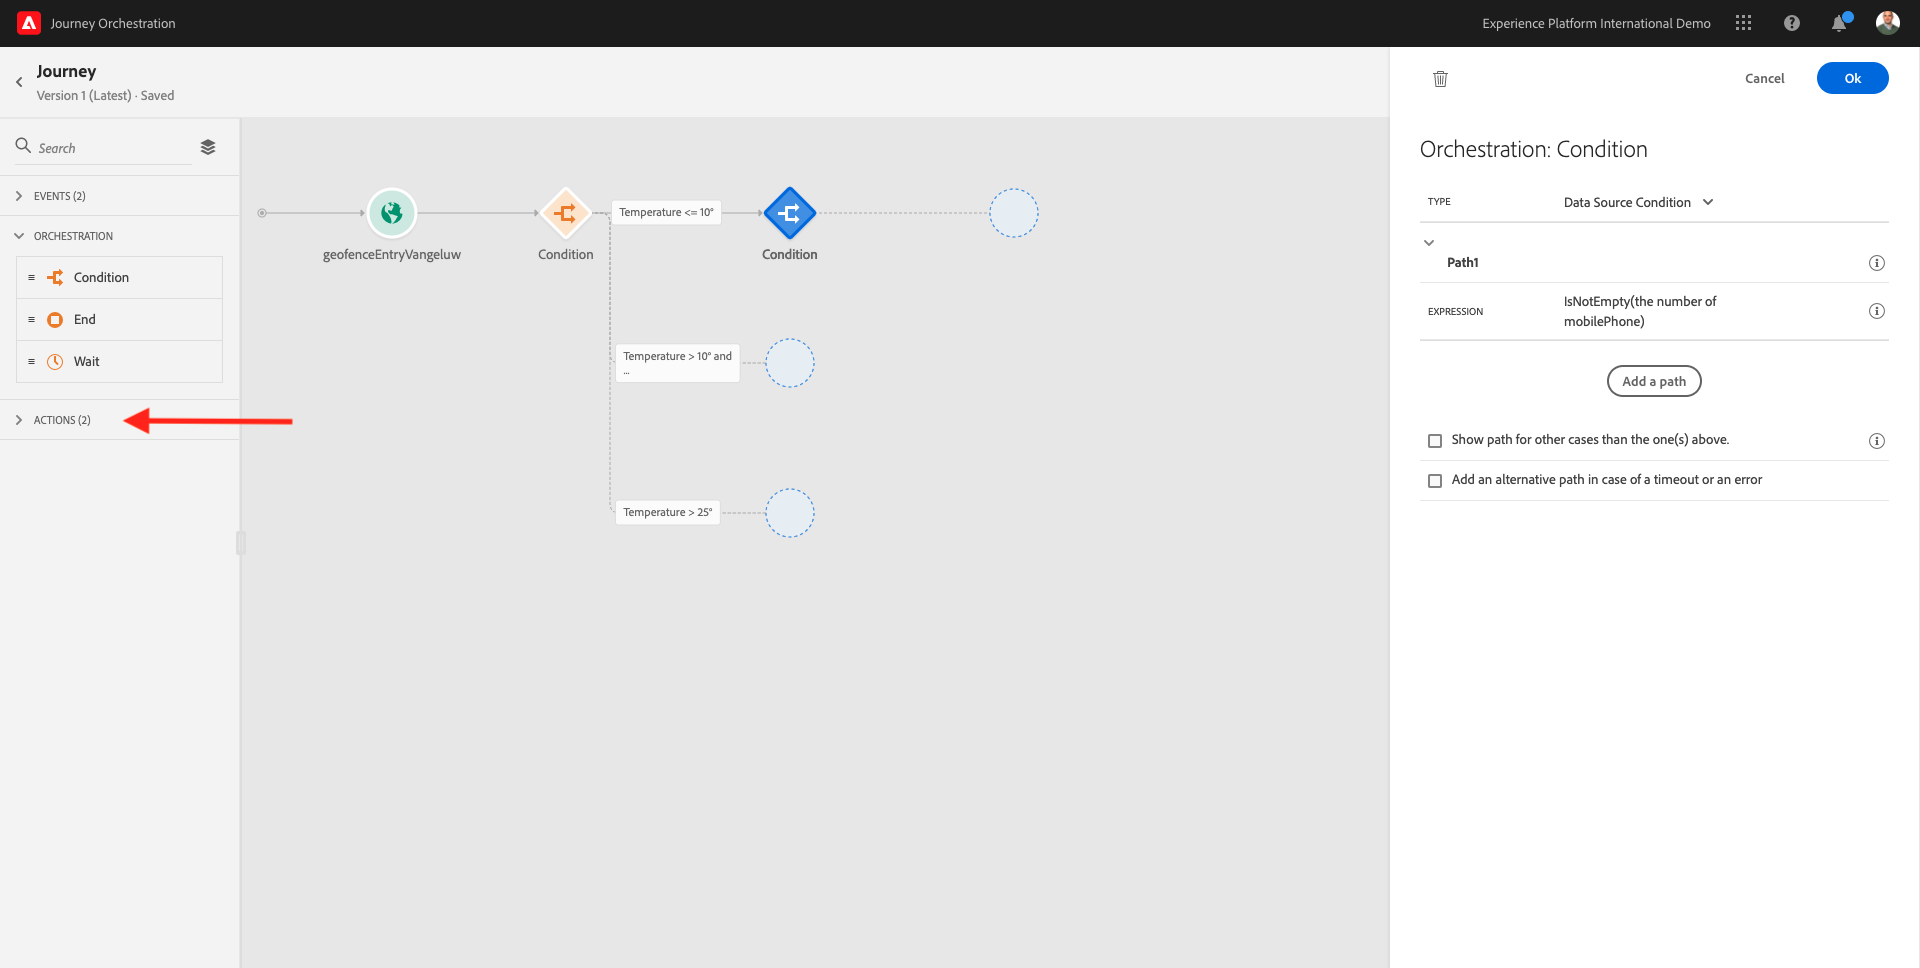 Journey Orchestration
Experience Platform International Demo
Journey
Version 1 (Latest) · Saved
Cancel
Ok
Search
EVENTS (2)
ORCHESTRATION
Condition
End
Wait
ACTIONS (2)
geofenceEntryVangeluw
Condition
Temperature <= 10°
Condition
Temperature > 10° and
...
Temperature > 25°
Orchestration: Condition
TYPE
Data Source Condition
Path1
EXPRESSION
IsNotEmpty(the number of
mobilePhone)
Add a path
Show path for other cases than the one(s) above.
Add an alternative path in case of a timeout or an error